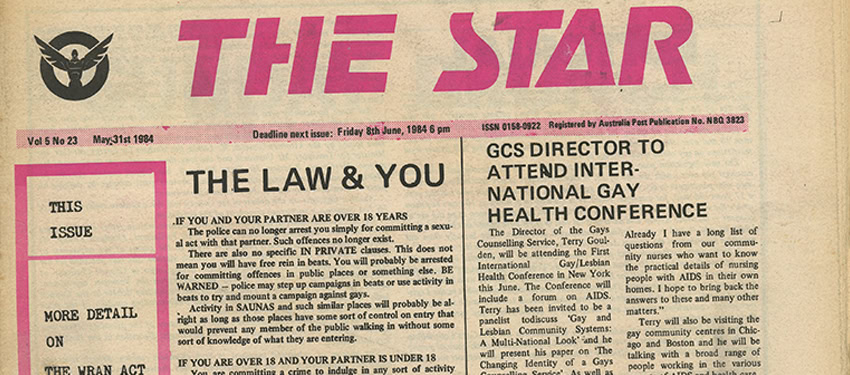 THE STAR
Vol 5 No 23 May 31st 1984
Deadline next issue: Friday 8th June, 1984 6 pm
ISSN 0158-0922 Registered by Australia Post Publication No. NBQ 3823
THIS
ISSUE
MORE DETAIL
ON
THE WRAN ACT
THE LAW & YOU
.IF YOU AND YOUR PARTNER ARE OVER 18 YEARS
The police can no longer arrest you simply for committing a sexu-
al act with that partner. Such offences no longer exist.
There are also no specific IN PRIVATE clauses. This does not
mean you will have free rein in beats. You will probably be arrested
for committing offences in public places or something else. BE
WARNED — police may step up campaigns in beats or use activity in
beats to try and mount a campaign against gays.
Activity in SAUNAS and such similar places will probably be al-
right as long as those places have some sort of control on entry that
would prevent any member of the public walking in without some
sort of knowledge of what they are entering.
IF YOU ARE OVER 18 AND YOUR PARTNER IS UNDER 18
You are committing a crime to indulge in any sort of activity
GCS DIRECTOR TO
ATTEND INTER-
NATIONAL GAY
HEALTH CONFERENCE
The Director of the Gays
Counselling Service, Terry Goul-
den, will be attending the First
International Gay/Lesbian
Health Conference in New York
this June. The Conference will
include a forum on AIDS.
Terry has been invited to be a
panelist todiscuss 'Gay and
Lesbian Community Systems:
A Multi-National Look' and he
will present his paper on 'The
Changing Identity of a Gays
Counselling Service'. As well as
Already I have a long list of
questions from our commu-
nity nurses who want to know
the practical details of nursing
people with AIDS in their own
homes. I hope to bring back the
answers to these and many other
matters."
Terry will also be visiting the
gay community centres in Chic-
ago and Boston and he will be
talking with a broad range of
people working in the various
of AIDS and health care